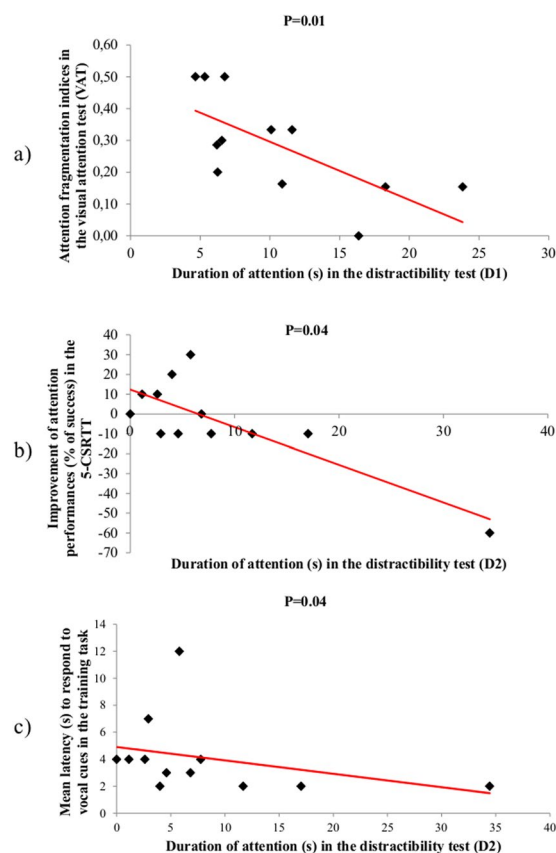 P=0.01
a)
Attention fragmentation indices in
the visual attention test (VAT)
0,60
0,50
0,40
0,30
0,20
0,10
0,00
0 5 10 15 20 25 30
Duration of attention (s) in the distractibility test (D1)
P=0.04
b)
Improvement of attention
performances (% of success) in the
5-CSRTT
40
30
20
10
0
-10
-20
-30
-40
-50
-60
-70
0 10 20 30 40
Duration of attention (s) in the distractibility test (D2)
P=0.04
c)
Mean latency (s) to respond to
vocal cues in the training task
14
12
10
8
6
4
2
0
0 5 10 15 20 25 30 35 40
Duration of attention (s) in the distractibility test (D2)